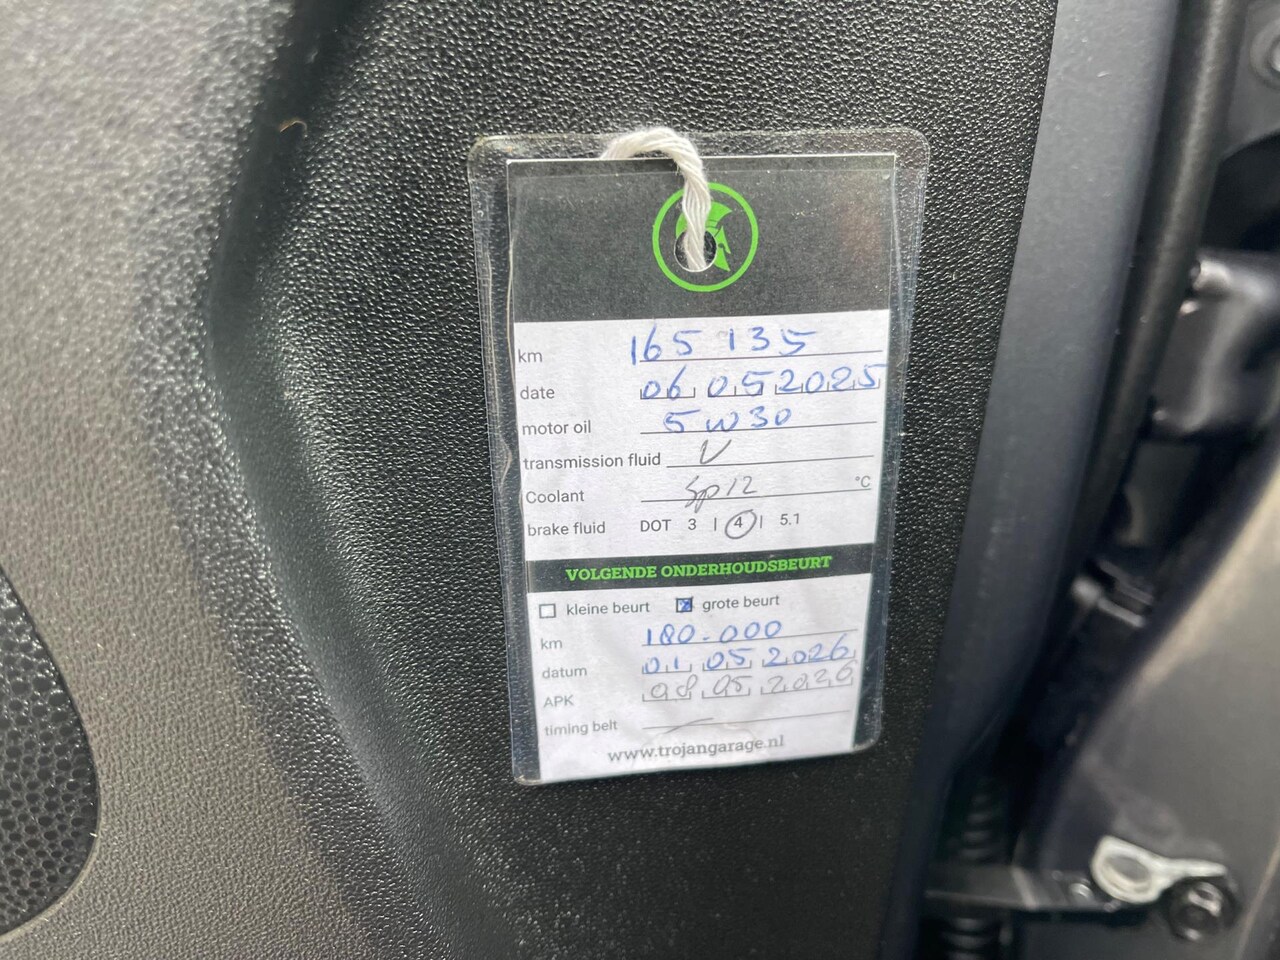 km 165 135
date 06 05 2025
motor oil 5W30
transmission fluid V
Coolant Sp12 °C
brake fluid DOT 3 | 4 | 5.1
VOLGENDE ONDERHOUDSBEURT
kleine beurt grote beurt
km 180-000
datum 01 05 2026
APK 08 05 2026
timing belt
www.trojangarage.nl